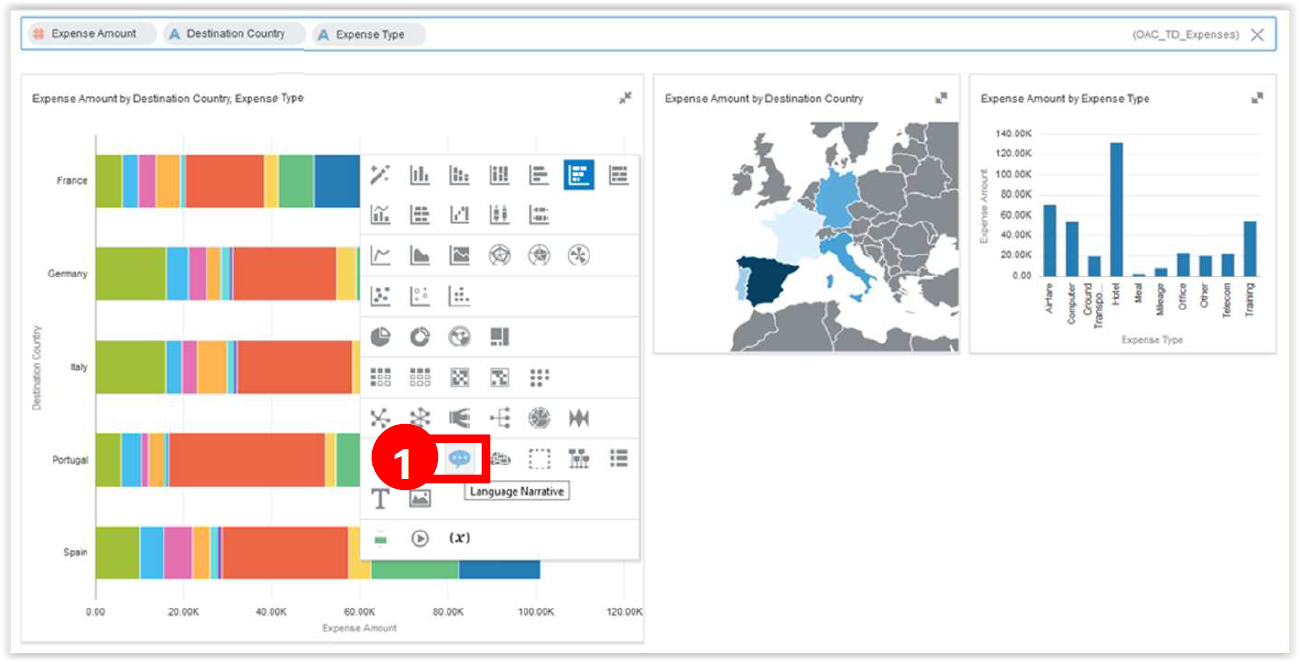 Expense Amount
Destination Country
Expense Type
(OAC_TD_Expenses)
Expense Amount by Destination Country, Expense Type
France
Germany
Italy
Portugal
Spain
Destination Country
0.00 20.00K 40.00K 60.00K 80.00K 100.00K 120.00K
Expense Amount
1
Language Narrative
T
(x)
Expense Amount by Destination Country
Expense Amount by Expense Type
140.00K
120.00K
100.00K
80.00K
60.00K
40.00K
20.00K
0.00
Expense Amount
Airfare
Computer
Ground
Transpo...
Hotel
Meal
Mileage
Office
Other
Telecom
Training
Expense Type